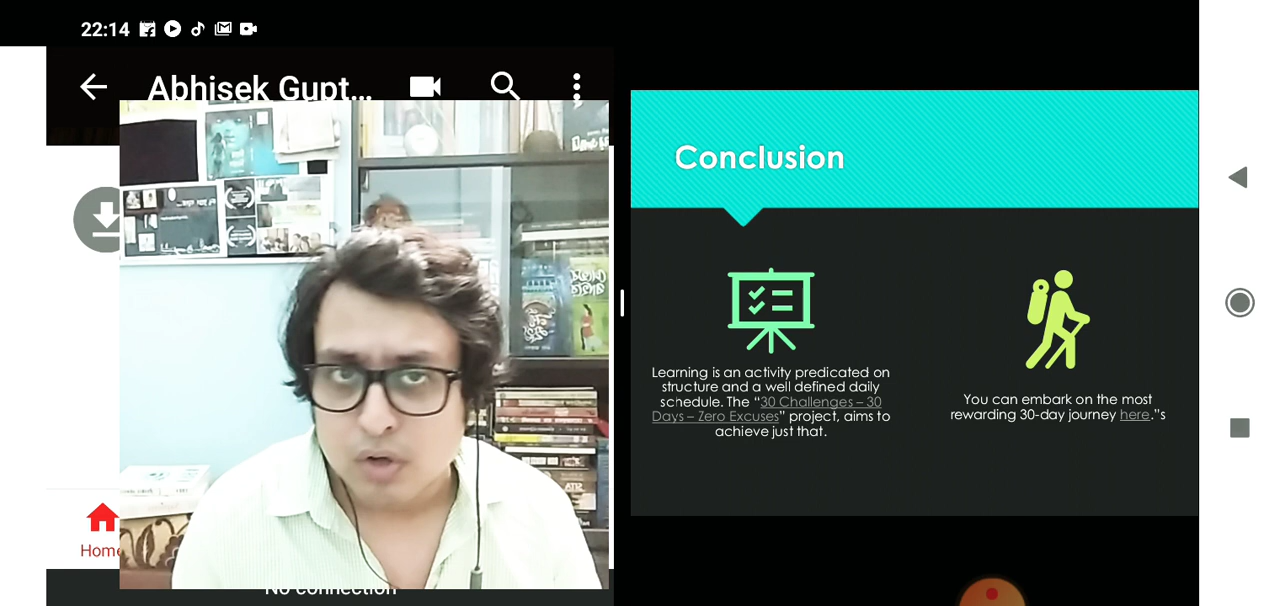 22:14
Abhisek Gupt...
Home
No connection
Conclusion
Learning is an activity predicated on
structure and a well defined daily
schedule. The “30 Challenges – 30
Days – Zero Excuses” project, aims to
achieve just that.
You can embark on the most
rewarding 30-day journey here.”s